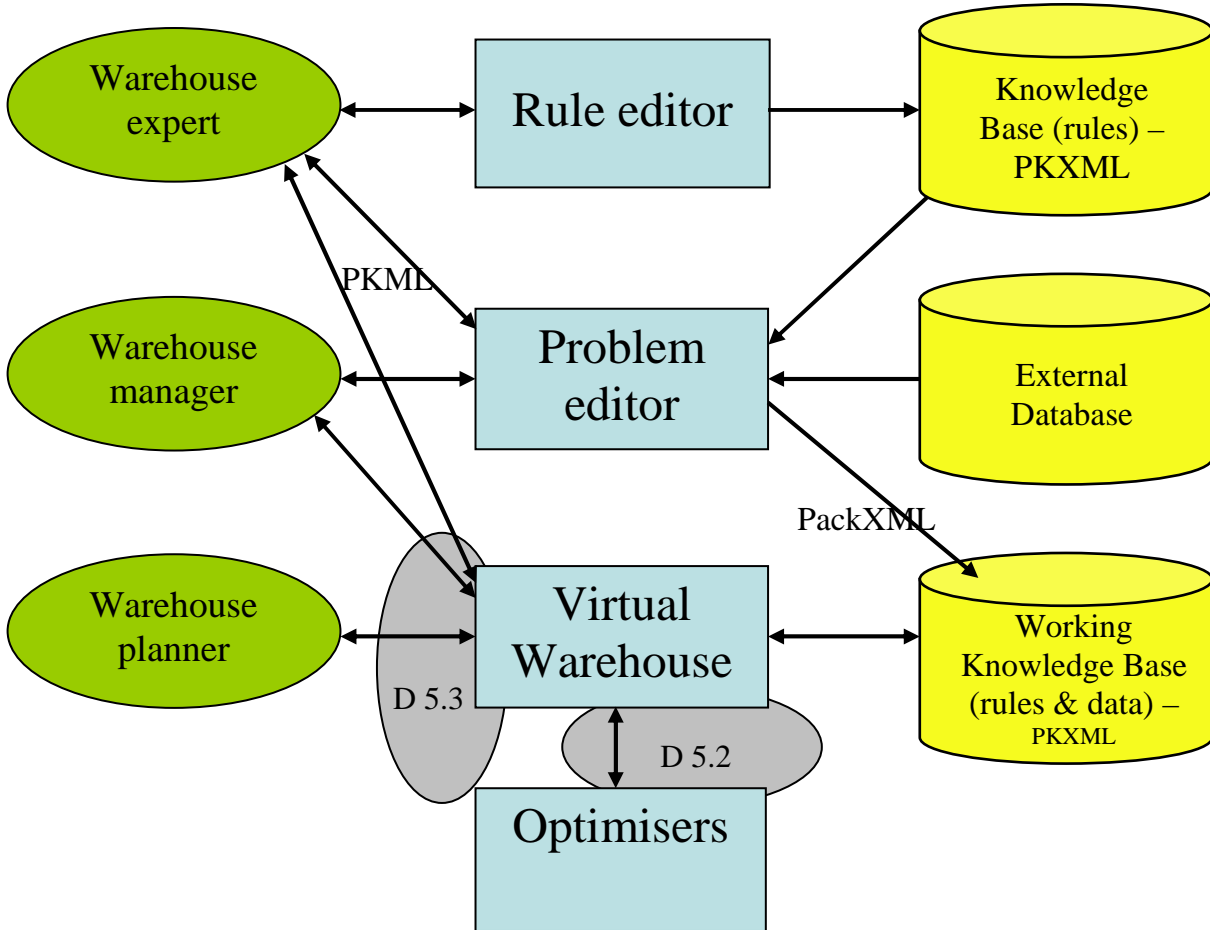 Warehouse
expert
Rule editor
Knowledge
Base (rules) –
PKXML
PKML
Warehouse
manager
Problem
editor
External
Database
PackXML
Warehouse
planner
Virtual
Warehouse
Working
Knowledge Base
(rules & data) –
PKXML
D 5.3
D 5.2
Optimisers